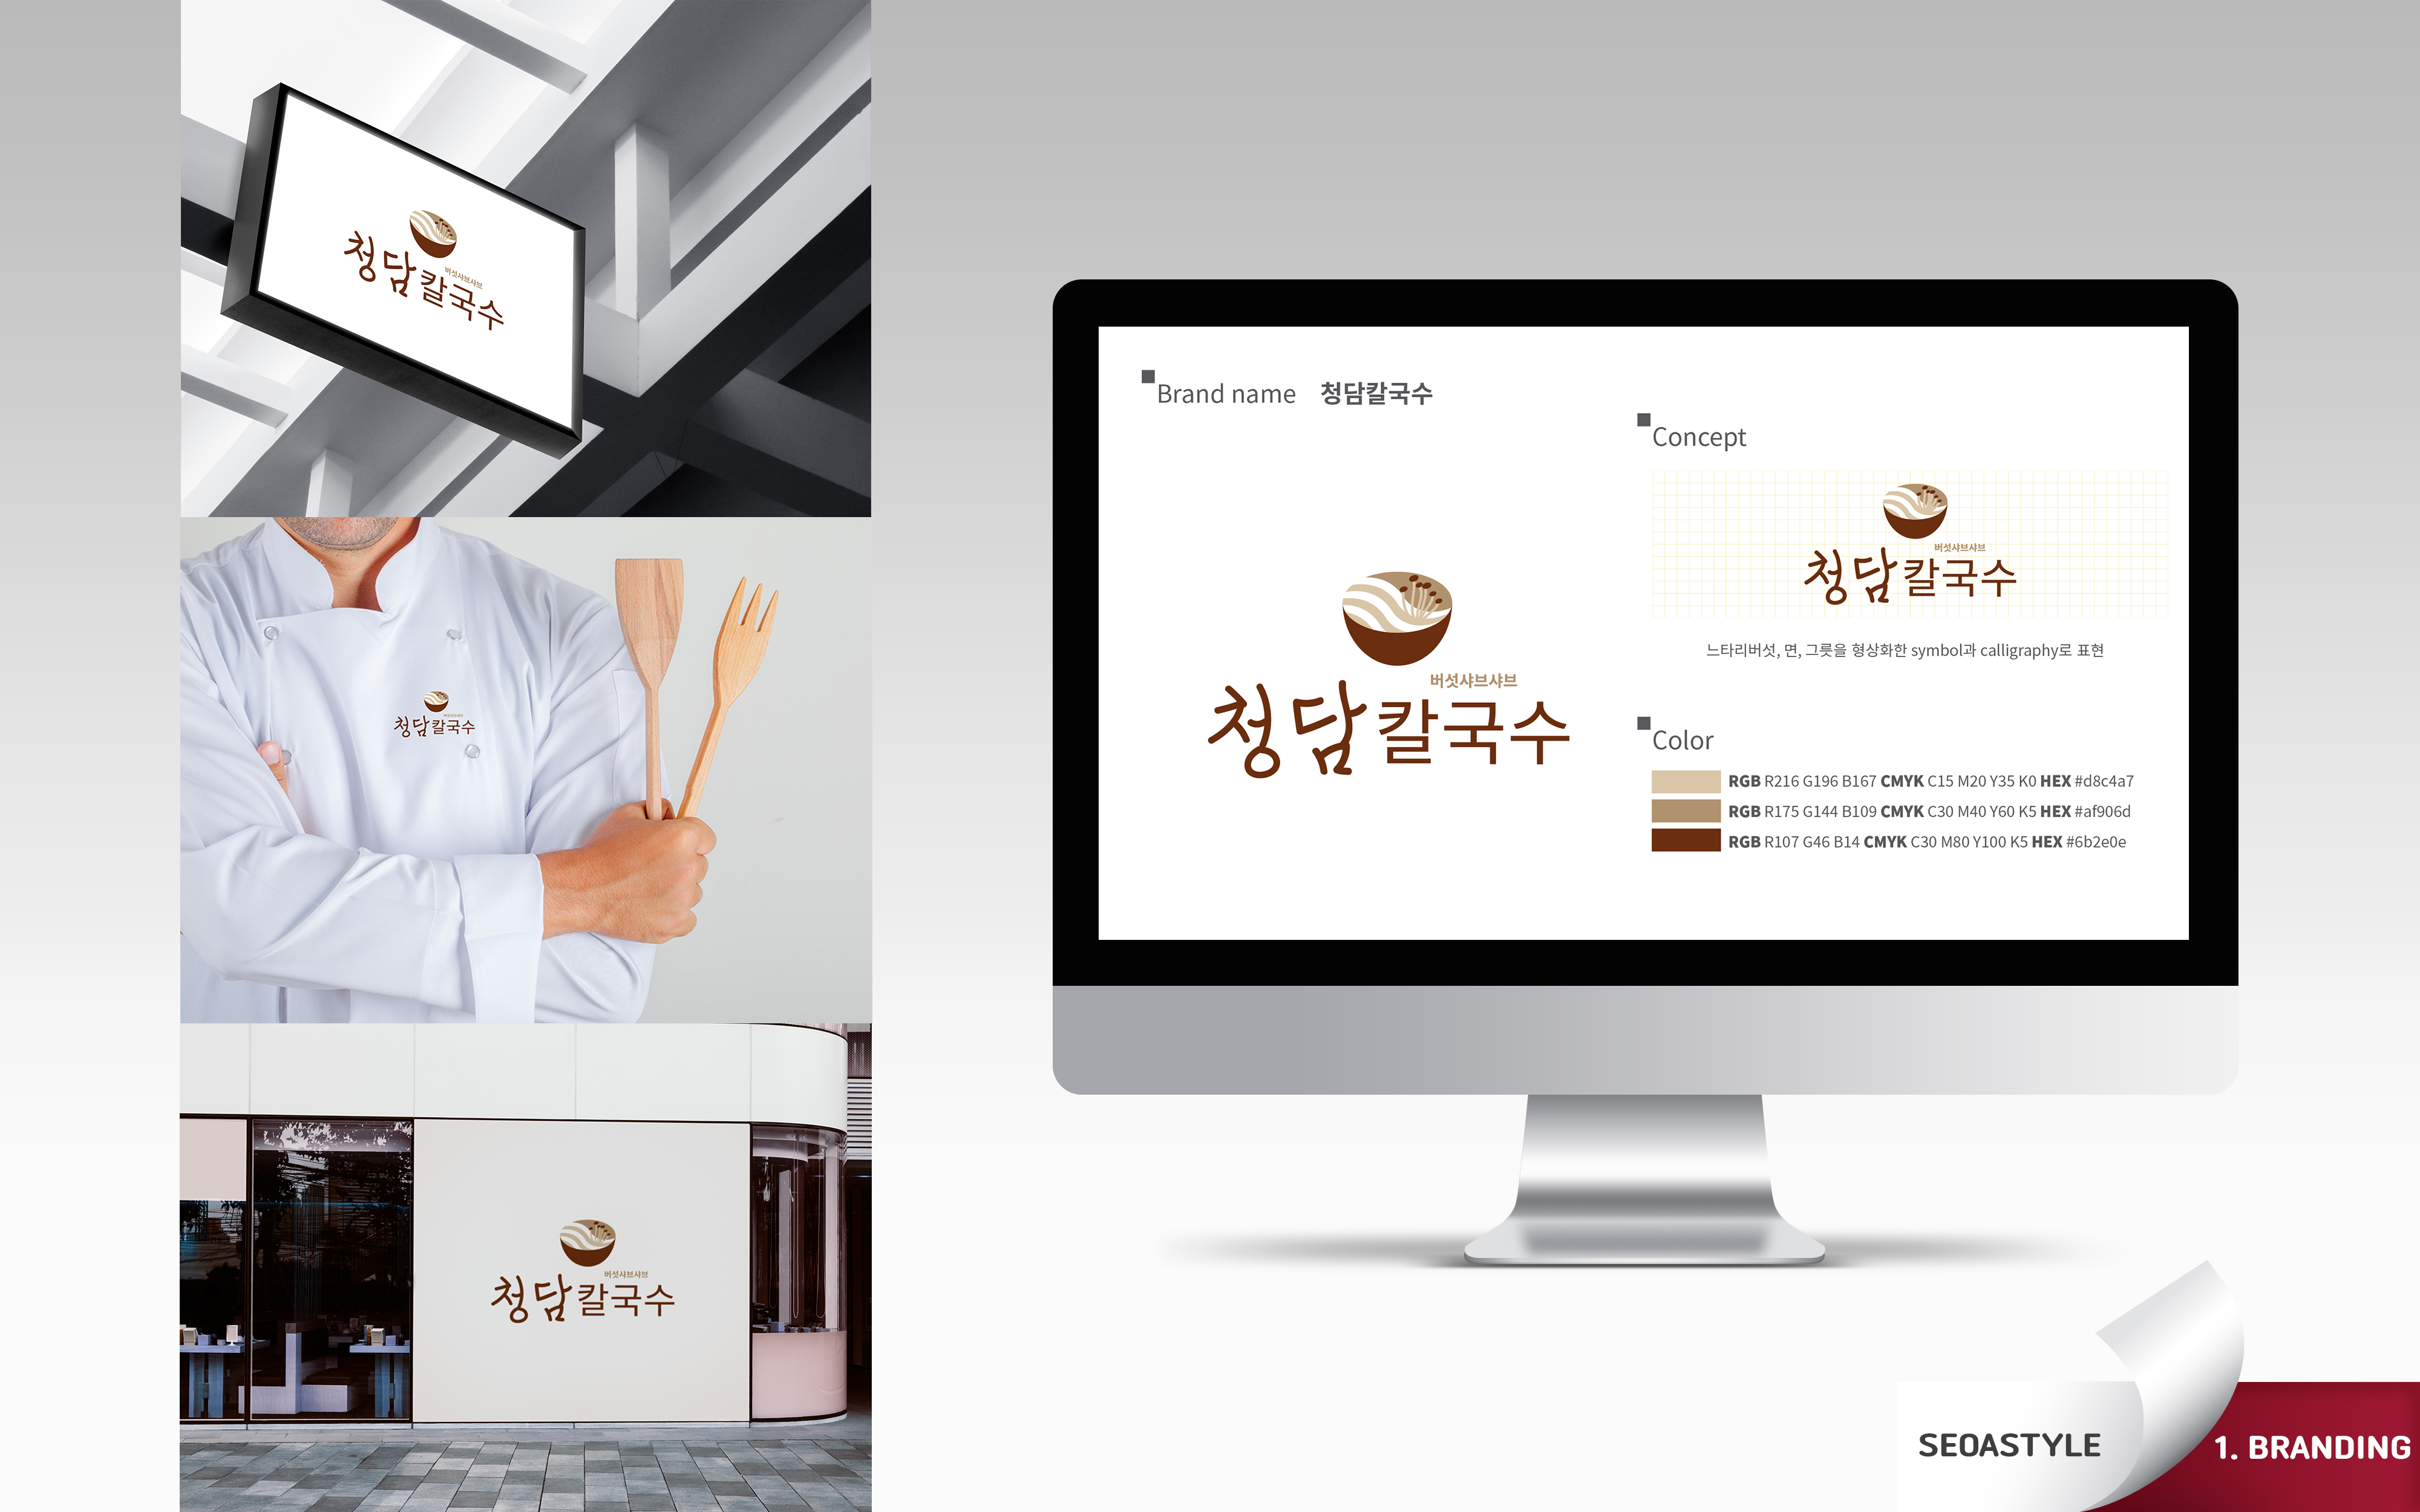 버섯샤브샤브
청담칼국수
버섯샤브샤브
청담칼국수
버섯샤브샤브
청담칼국수
Brand name 청담칼국수
버섯샤브샤브
청담칼국수
Concept
버섯샤브샤브
청담칼국수
느타리버섯, 면, 그릇을 형상화한 symbol과 calligraphy로 표현
Color
RGB R216 G196 B167 CMYK C15 M20 Y35 K0 HEX #d8c4a7
RGB R175 G144 B109 CMYK C30 M40 Y60 K5 HEX #af906d
RGB R107 G46 B14 CMYK C30 M80 Y100 K5 HEX #6b2e0e
SEOASTYLE
1. BRANDING